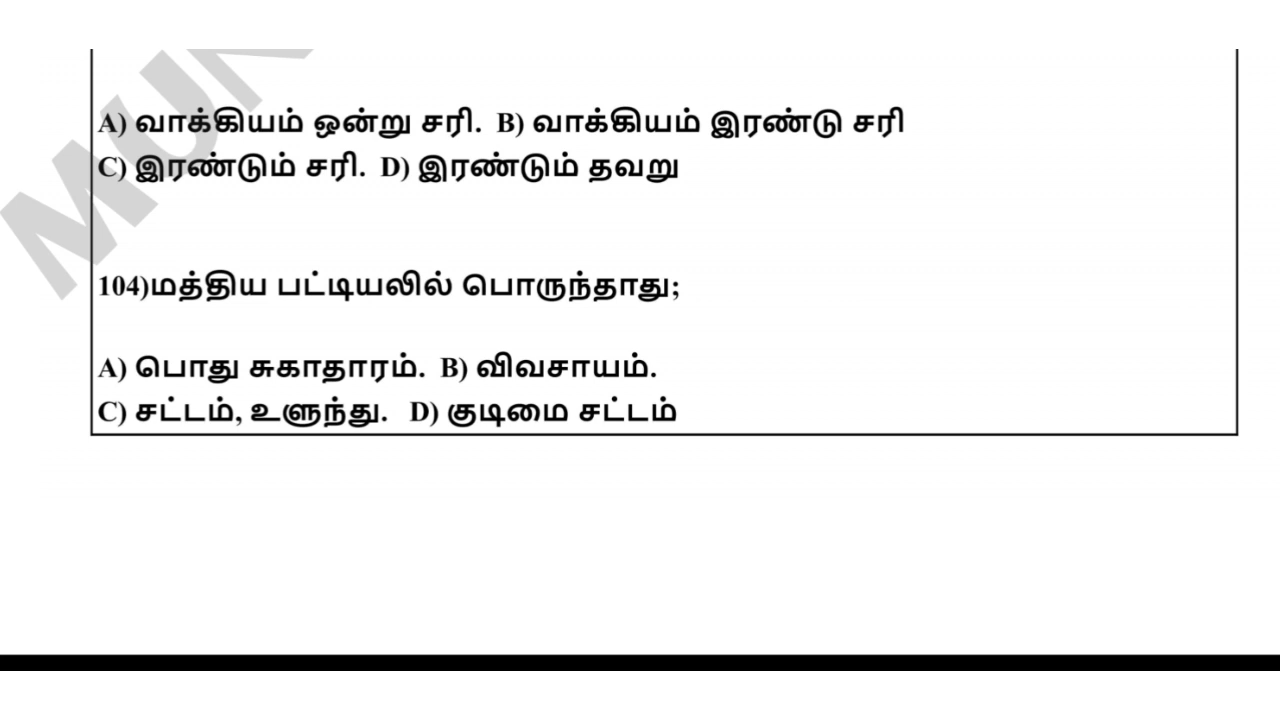 A) வாக்கியம் ஒன்று சரி. B) வாக்கியம் இரண்டு சரி
C) இரண்டும் சரி. D) இரண்டும் தவறு
104)மத்திய பட்டியலில் பொருந்தாது;
A) பொது சுகாதாரம். B) விவசாயம்.
C) சட்டம், உளுந்து. D) குடிமை சட்டம்